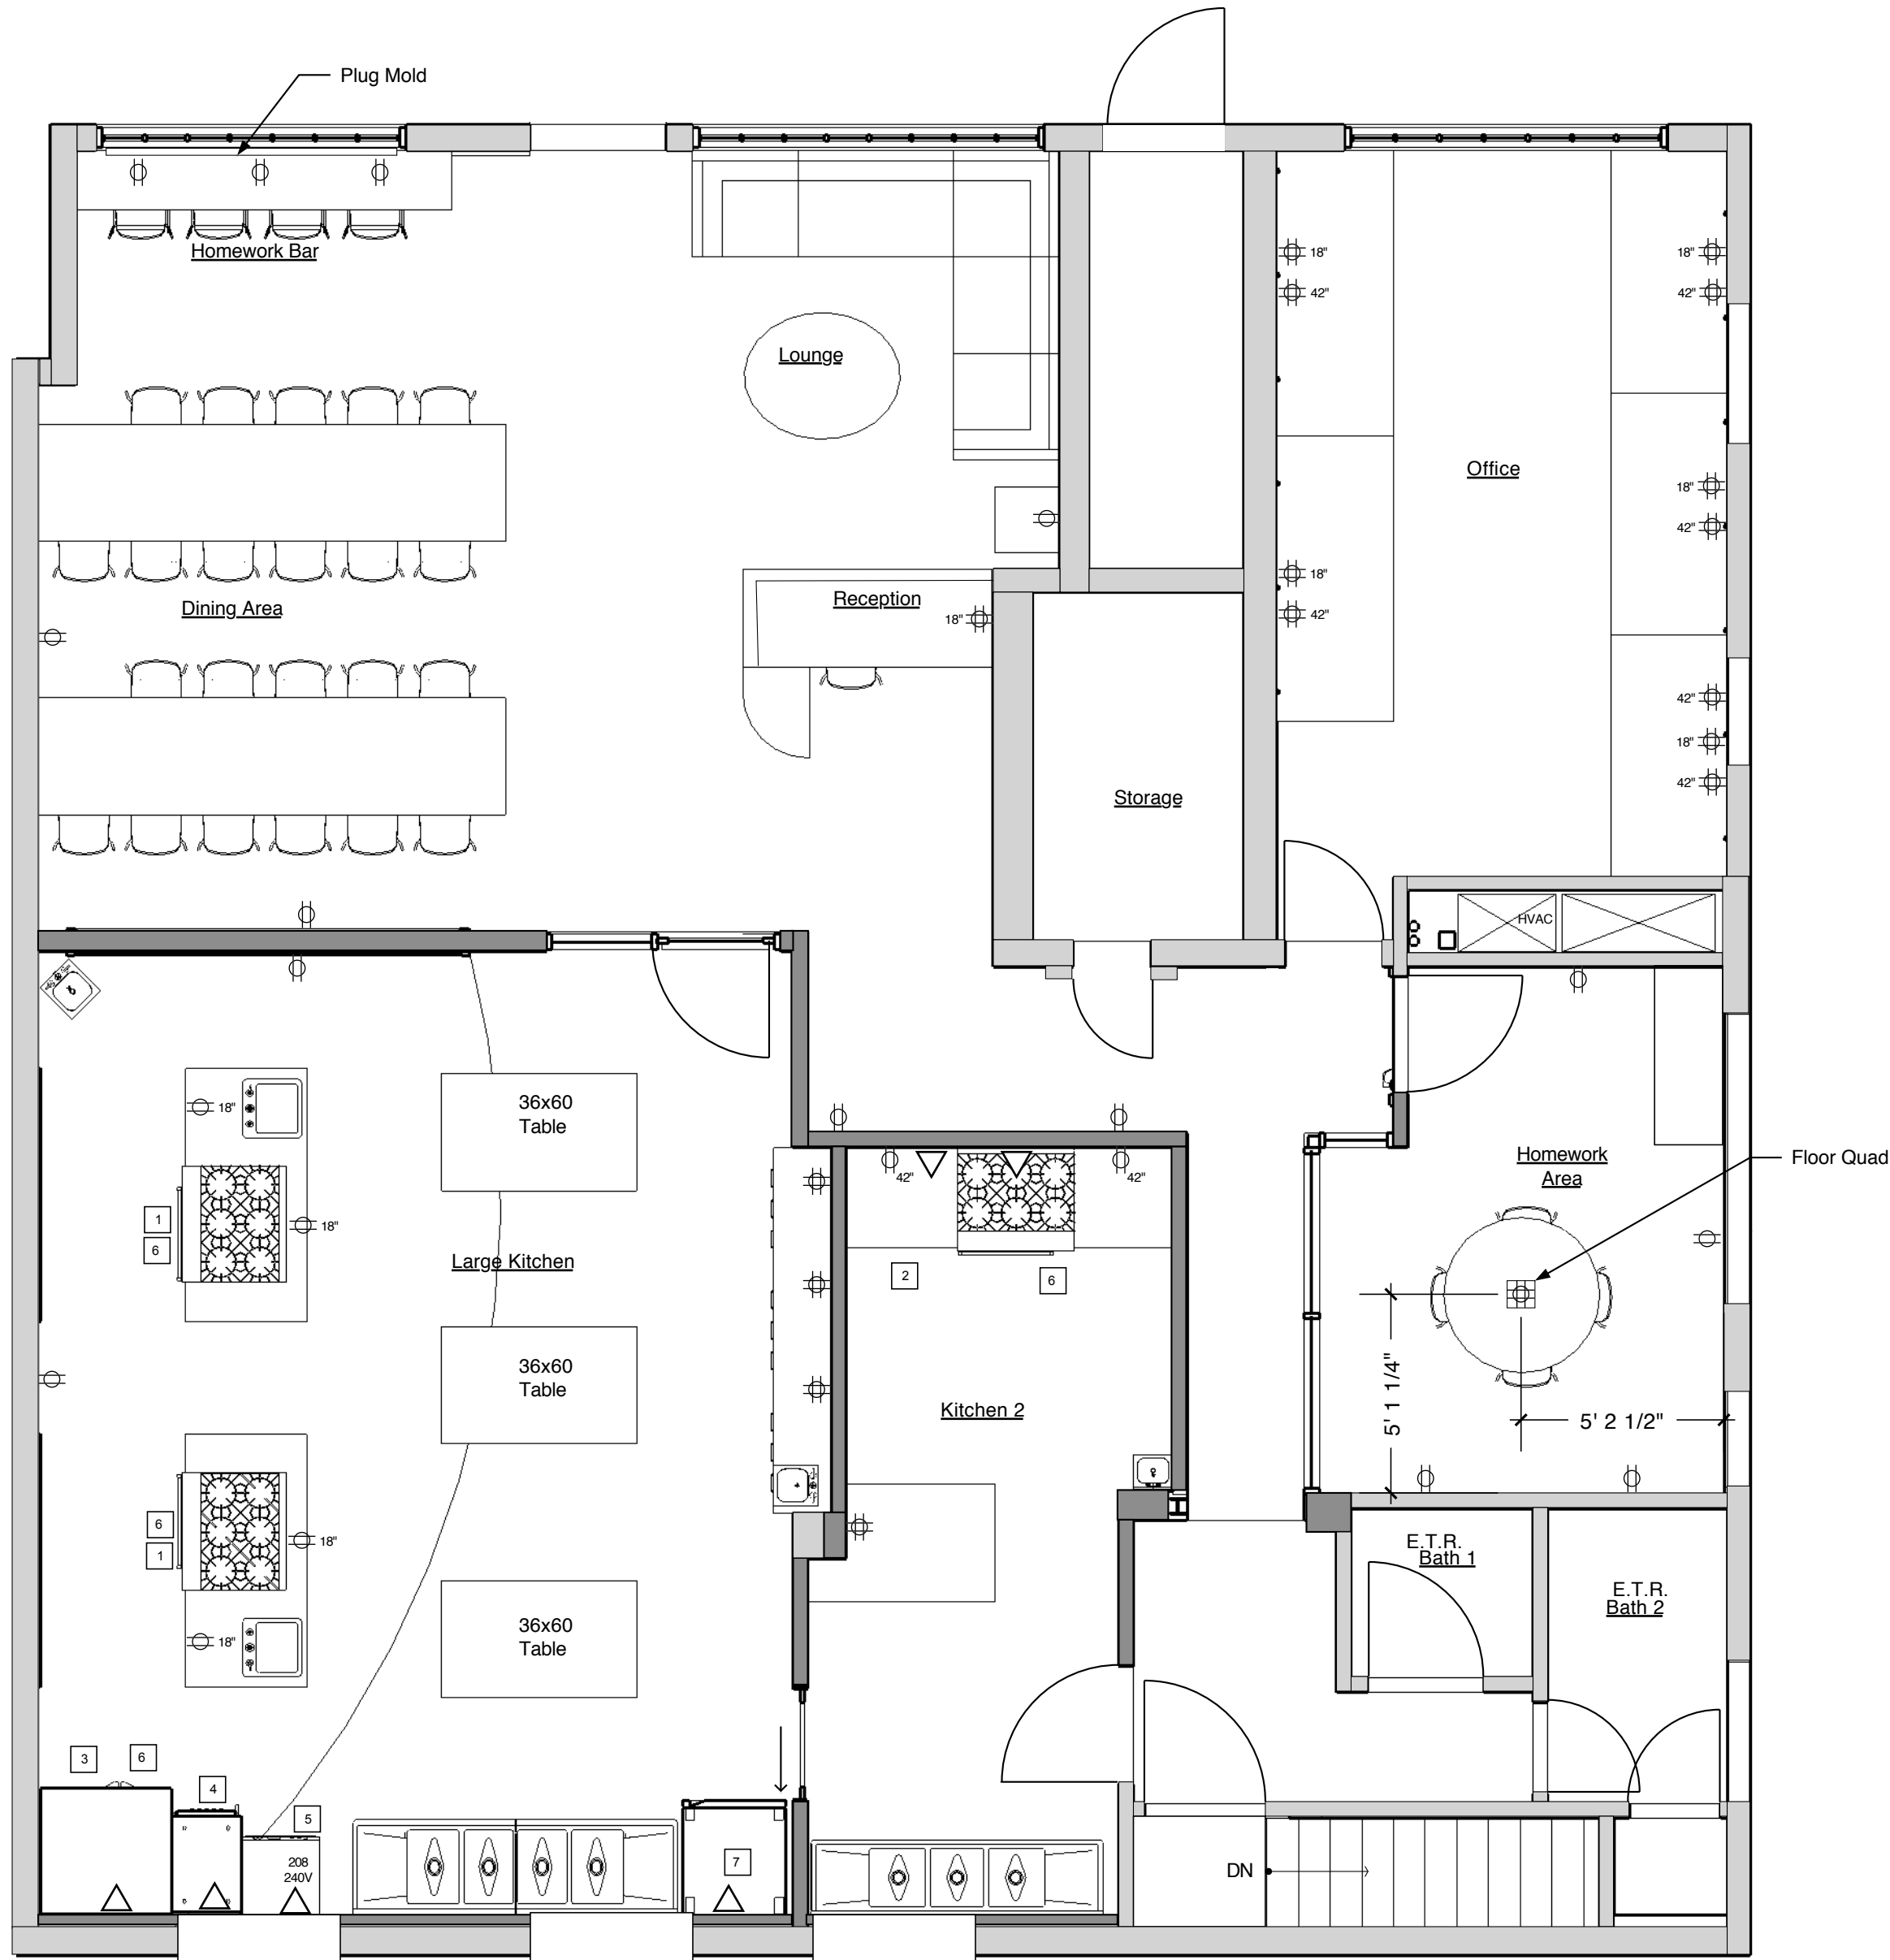 Plug Mold
Homework Bar
18"
42"
18"
42"
Lounge
Office
18"
42"
Reception
18"
Dining Area
18"
42"
42"
18"
42"
Storage
HVAC
36x60
Table
18"
42"
42"
Homework
Area
Floor Quad
1
6
18"
Large Kitchen
2
6
36x60
Table
5' 1 1/4"
5' 2 1/2"
Kitchen 2
6
1
18"
E.T.R.
Bath 1
E.T.R.
Bath 2
36x60
Table
18"
3
6
4
5
208
240V
7
DN